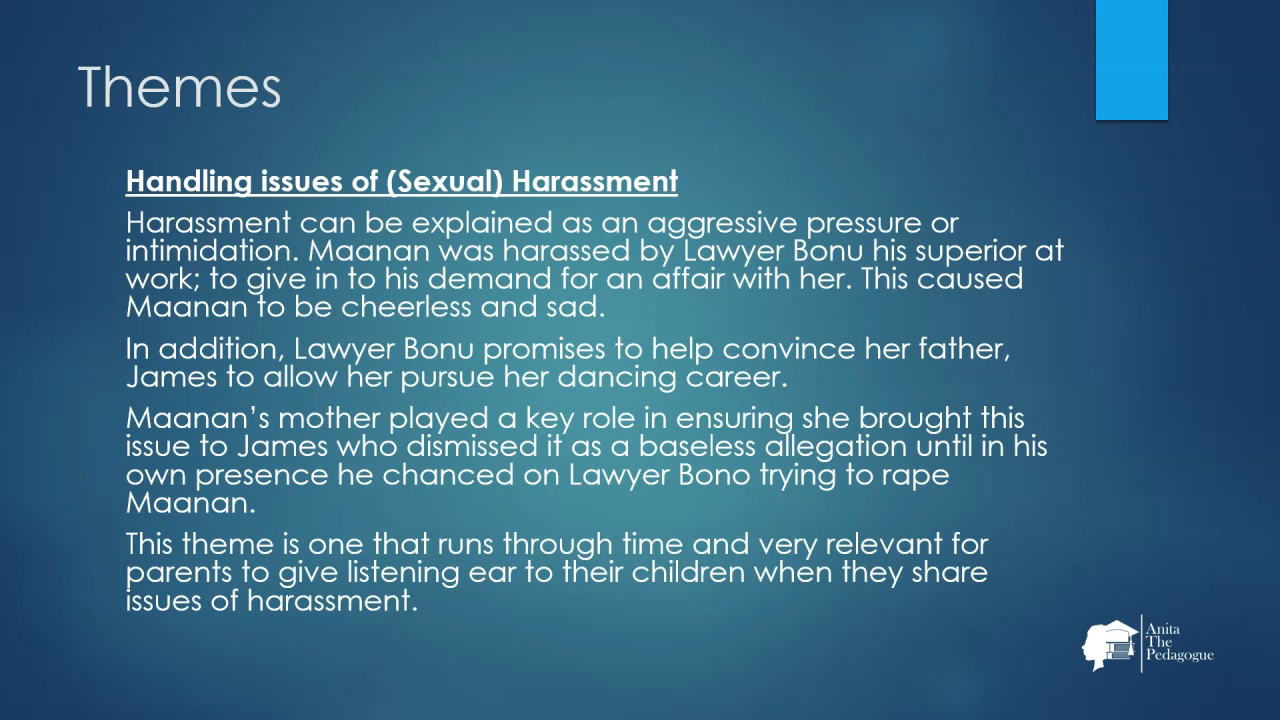 Themes
Handling issues of (Sexual) Harassment
Harassment can be explained as an aggressive pressure or
intimidation. Maanan was harassed by Lawyer Bonu his superior at
work; to give in to his demand for an affair with her. This caused
Maanan to be cheerless and sad.
In addition, Lawyer Bonu promises to help convince her father,
James to allow her pursue her dancing career.
Maanan’s mother played a key role in ensuring she brought this
issue to James who dismissed it as a baseless allegation until in his
own presence he chanced on Lawyer Bono trying to rape
Maanan.
This theme is one that runs through time and very relevant for
parents to give listening ear to their children when they share
issues of harassment.
Anita
The
Pedagogue